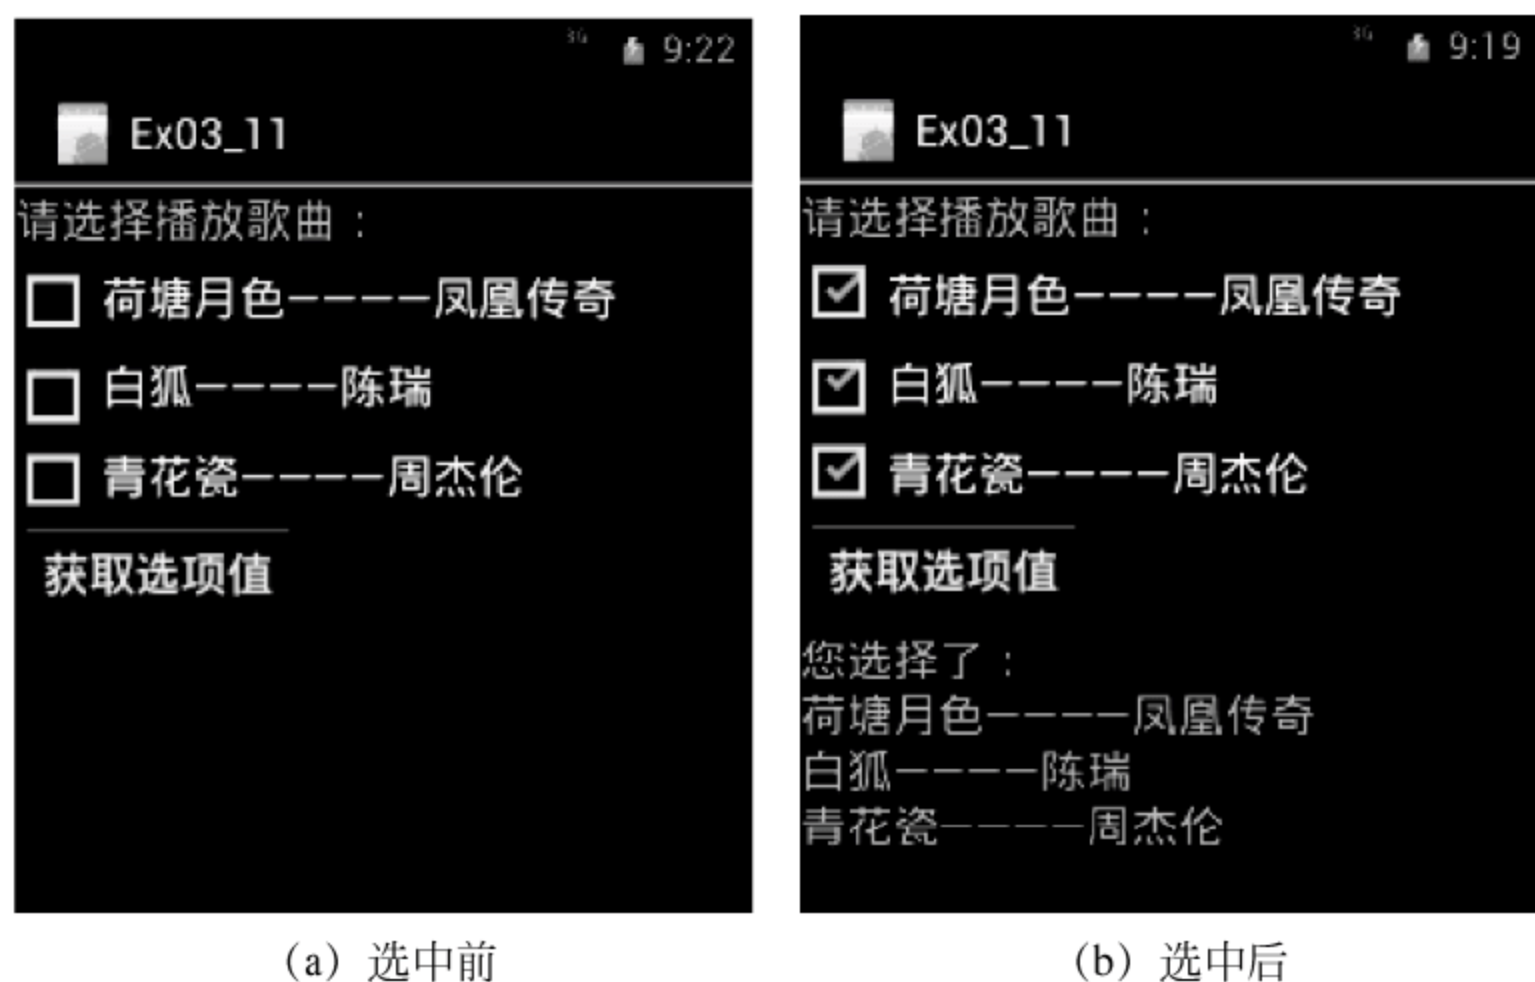 3G 9:22
Ex03_11
请选择播放歌曲：
荷塘月色————凤凰传奇
白狐————陈瑞
青花瓷————周杰伦
获取选项值
(a) 选中前
3G 9:19
Ex03_11
请选择播放歌曲：
荷塘月色————凤凰传奇
白狐————陈瑞
青花瓷————周杰伦
获取选项值
您选择了：
荷塘月色————凤凰传奇
白狐————陈瑞
青花瓷————周杰伦
(b) 选中后